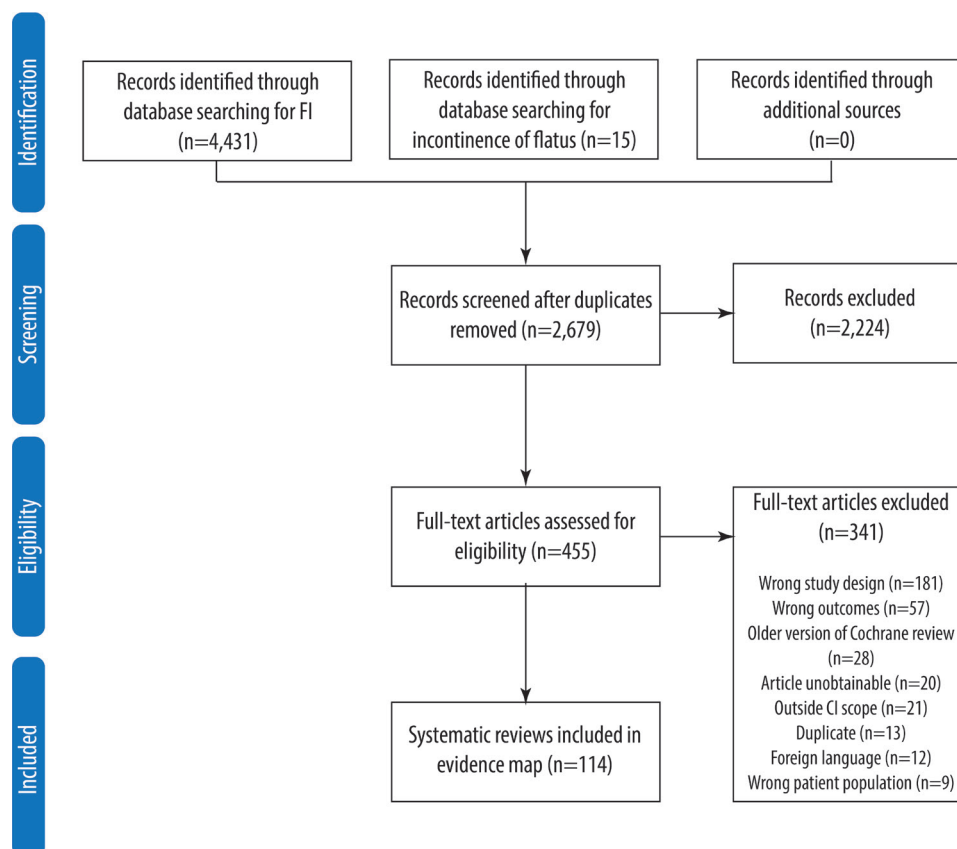 Identification
Records identified through
database searching for FI
(n=4,431)
Records identified through
database searching for
incontinence of flatus (n=15)
Records identified through
additional sources
(n=0)
Screening
Records screened after duplicates
removed (n=2,679)
Records excluded
(n=2,224)
Eligibility
Full-text articles assessed for
eligibility (n=455)
Full-text articles excluded
(n=341)
Wrong study design (n=181)
Wrong outcomes (n=57)
Older version of Cochrane review
(n=28)
Article unobtainable (n=20)
Outside CI scope (n=21)
Duplicate (n=13)
Foreign language (n=12)
Wrong patient population (n=9)
Included
Systematic reviews included in
evidence map (n=114)